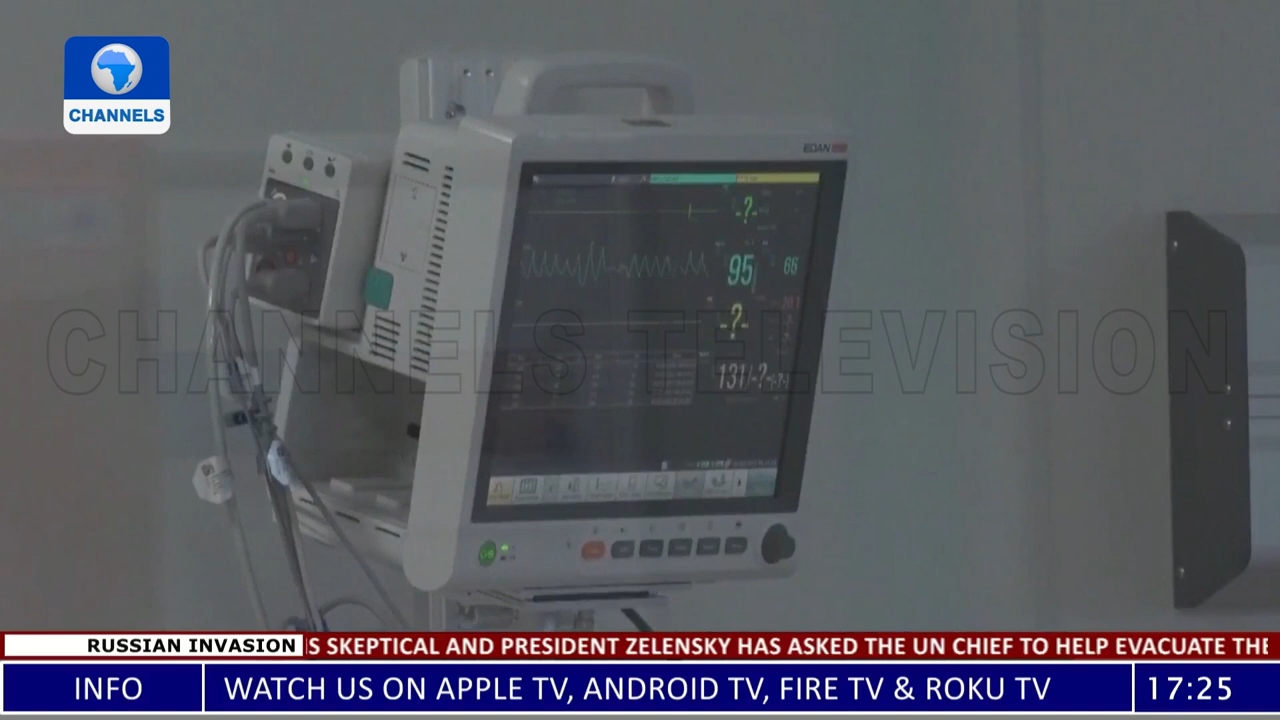 CHANNELS
EDAN
-?-
95
66
-?-
131/-?-
CHANNELS TELEVISION
RUSSIAN INVASION
IS SKEPTICAL AND PRESIDENT ZELENSKY HAS ASKED THE UN CHIEF TO HELP EVACUATE THE
INFO
WATCH US ON APPLE TV, ANDROID TV, FIRE TV & ROKU TV
17:25